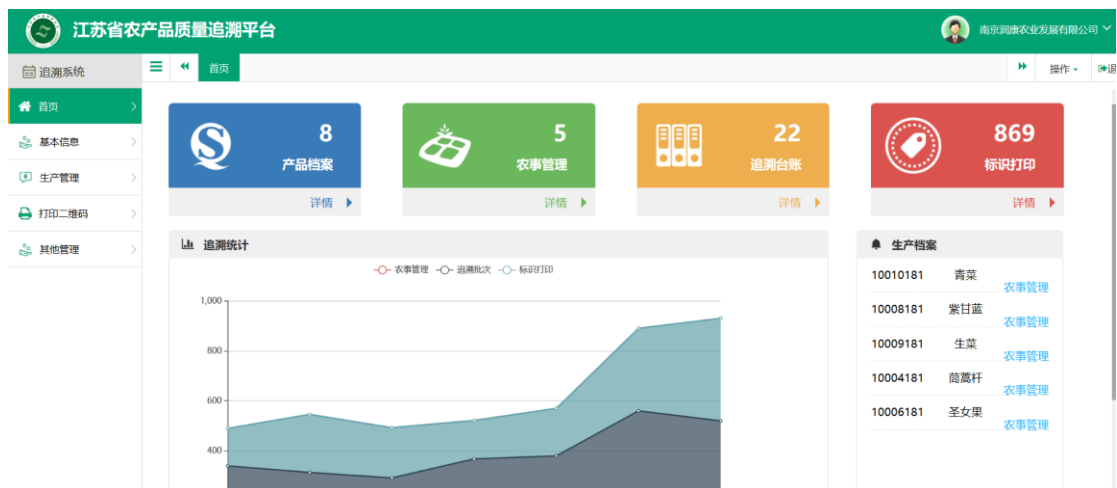 江苏省农产品质量追溯平台
南京润康农业发展有限公司
追溯系统
首页
操作
退
首页
基本信息
生产管理
打印二维码
其他管理
8
产品档案
详情
5
农事管理
详情
22
追溯台账
详情
869
标识打印
详情
追溯统计
农事管理 追溯批次 标识打印
1,000
800
600
400
生产档案
10010181 青菜 农事管理
10008181 紫甘蓝 农事管理
10009181 生菜 农事管理
10004181 茼蒿杆 农事管理
10006181 圣女果 农事管理